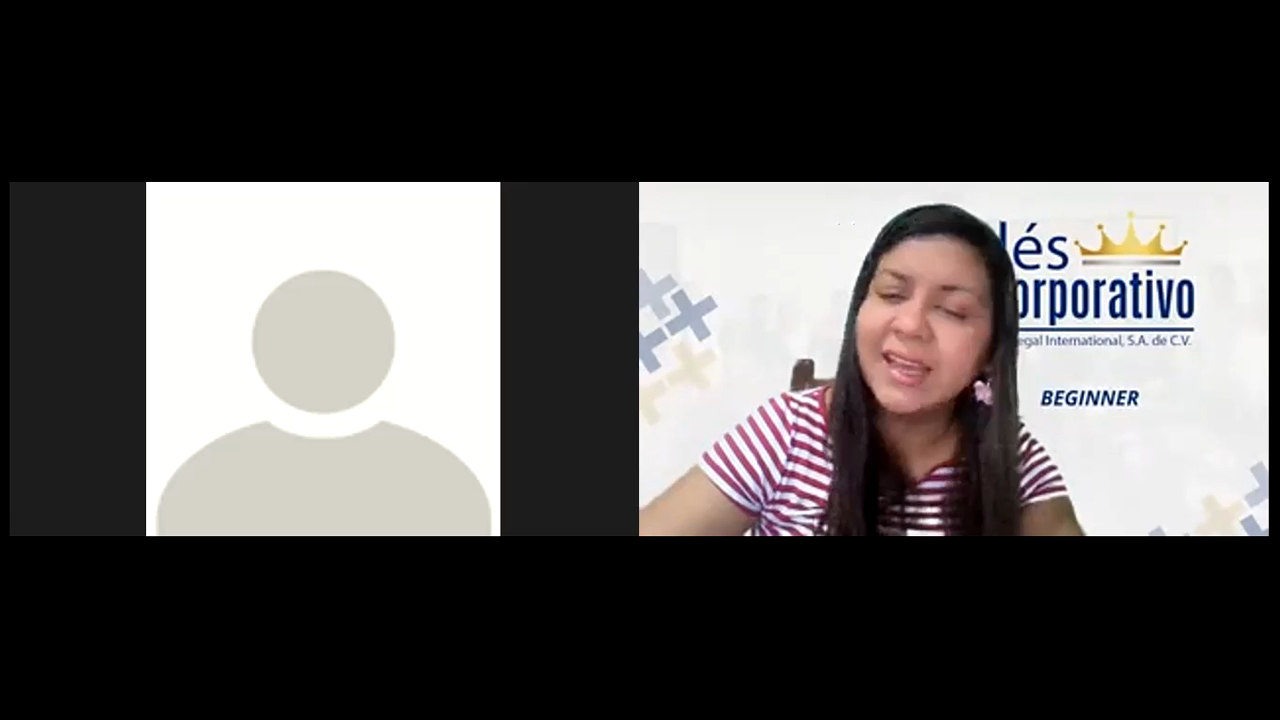 lés
orporativo
egal International, S.A. de C.V.
BEGINNER